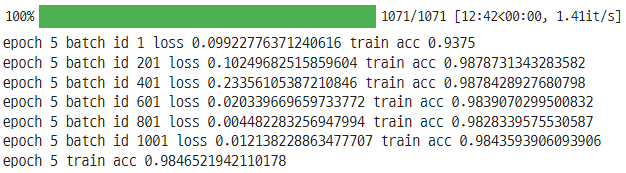 100% 1071/1071 [12:42<00:00, 1.41it/s]
epoch 5 batch id 1 loss 0.09922776371240616 train acc 0.9375
epoch 5 batch id 201 loss 0.10249682515859604 train acc 0.9878731343283582
epoch 5 batch id 401 loss 0.23356105387210846 train acc 0.9878428927680798
epoch 5 batch id 601 loss 0.020339669659733772 train acc 0.9839070299500832
epoch 5 batch id 801 loss 0.004482283256947994 train acc 0.9828339575530587
epoch 5 batch id 1001 loss 0.012138228863477707 train acc 0.9843593906093906
epoch 5 train acc 0.9846521942110178